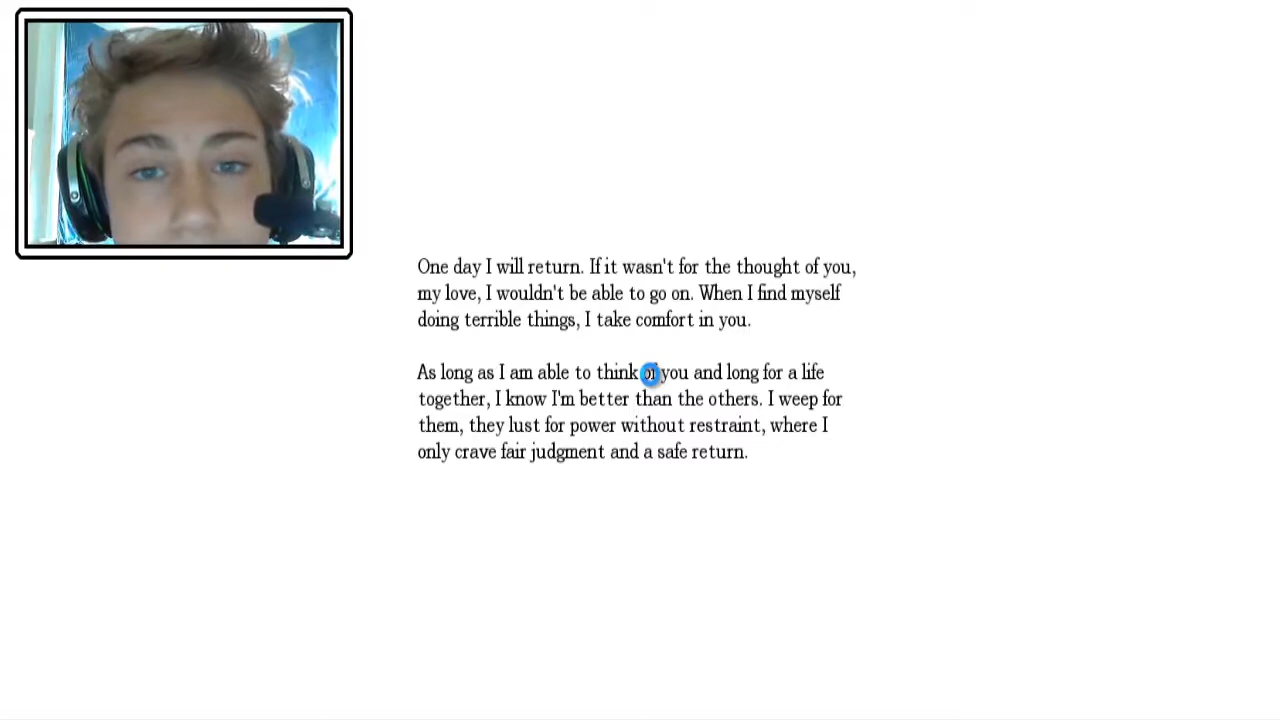 One day I will return. If it wasn't for the thought of you,
my love, I wouldn't be able to go on. When I find myself
doing terrible things, I take comfort in you.
As long as I am able to think of you and long for a life
together, I know I'm better than the others. I weep for
them, they lust for power without restraint, where I
only crave fair judgment and a safe return.